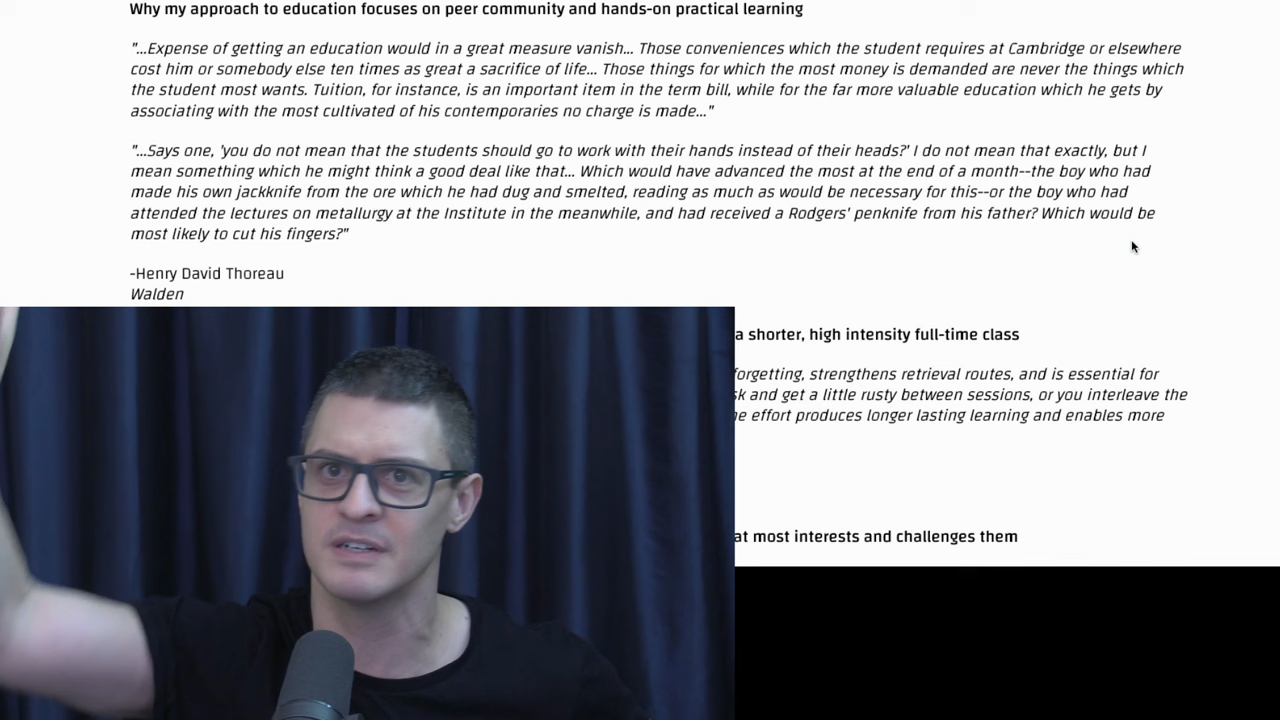 Why my approach to education focuses on peer community and hands-on practical learning
"...Expense of getting an education would in a great measure vanish... Those conveniences which the student requires at Cambridge or elsewhere
cost him or somebody else ten times as great a sacrifice of life... Those things for which the most money is demanded are never the things which
the student most wants. Tuition, for instance, is an important item in the term bill, while for the far more valuable education which he gets by
associating with the most cultivated of his contemporaries no charge is made..."
"...Says one, 'you do not mean that the students should go to work with their hands instead of their heads?' I do not mean that exactly, but I
mean something which he might think a good deal like that... Which would have advanced the most at the end of a month--the boy who had
made his own jackknife from the ore which he had dug and smelted, reading as much as would be necessary for this--or the boy who had
attended the lectures on metallurgy at the Institute in the meanwhile, and had received a Rodgers' penknife from his father? Which would be
most likely to cut his fingers?"
-Henry David Thoreau
Walden
a shorter, high intensity full-time class
forgetting, strengthens retrieval routes, and is essential for
and get a little rusty between sessions, or you interleave the
effort produces longer lasting learning and enables more
most interests and challenges them